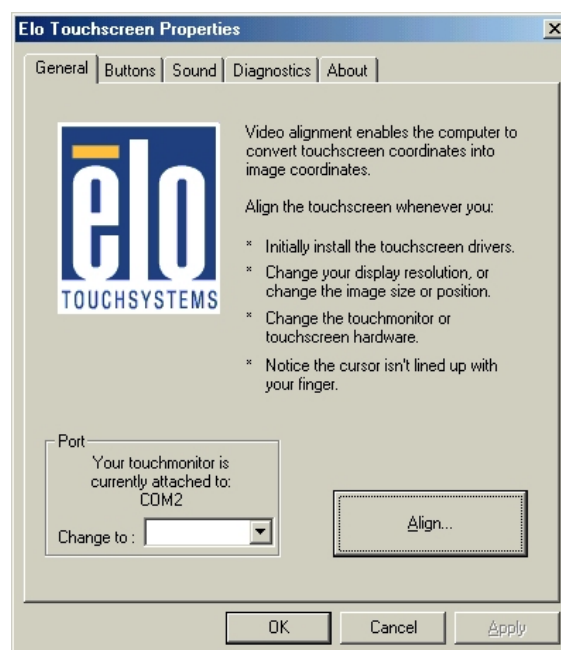 Elo Touchscreen Properties
General Buttons Sound Diagnostics About
ēlo
TOUCHSYSTEMS
Video alignment enables the computer to
convert touchscreen coordinates into
image coordinates.
Align the touchscreen whenever you:
* Initially install the touchscreen drivers.
* Change your display resolution, or
change the image size or position.
* Change the touchmonitor or
touchscreen hardware.
* Notice the cursor isn't lined up with
your finger.
Port
Your touchmonitor is
currently attached to:
COM2
Change to :
Align...
OK Cancel Apply